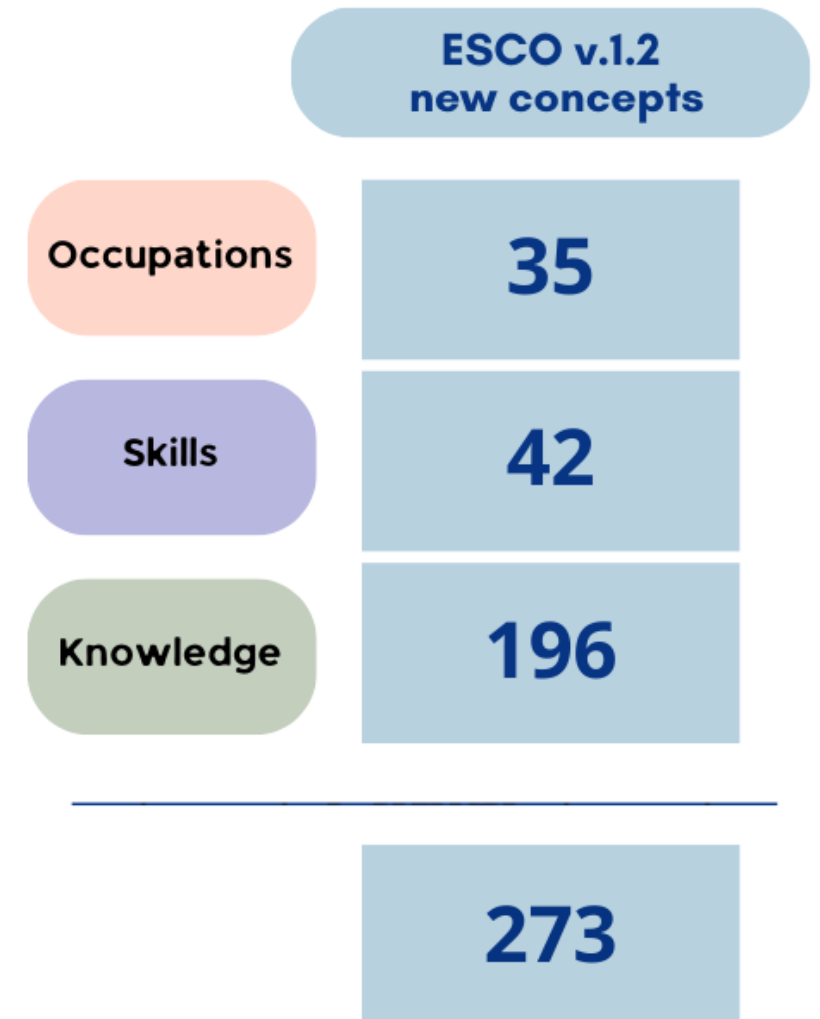 ESCO v.1.2
new concepts
Occupations
35
Skills
42
Knowledge
196
273